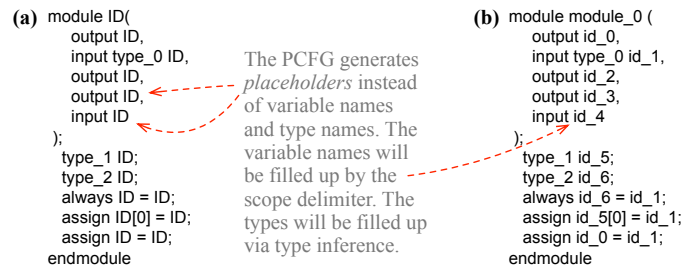 (a) module ID(
output ID,
input type_0 ID,
output ID,
output ID,
input ID
);
type_1 ID;
type_2 ID;
always ID = ID;
assign ID[0] = ID;
assign ID = ID;
endmodule
The PCFG generates
placeholders instead
of variable names
and type names. The
variable names will
be filled up by the
scope delimiter. The
types will be filled up
via type inference.
(b) module module_0 (
output id_0,
input type_0 id_1,
output id_2,
output id_3,
input id_4
);
type_1 id_5;
type_2 id_6;
always id_6 = id_1;
assign id_5[0] = id_1;
assign id_0 = id_1;
endmodule